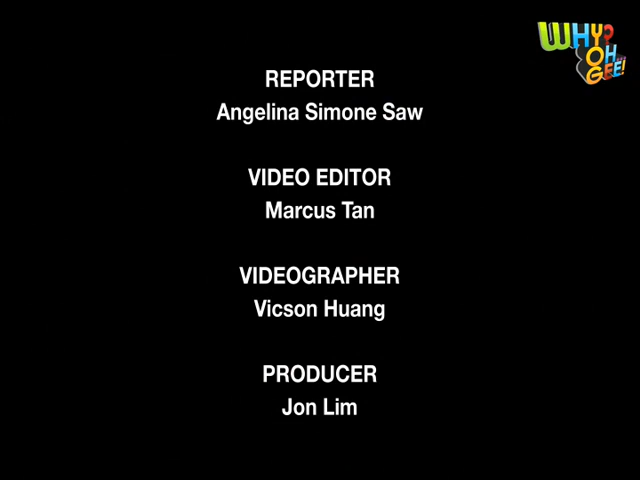 WHY?
OH
GEE!
REPORTER
Angelina Simone Saw
VIDEO EDITOR
Marcus Tan
VIDEOGRAPHER
Vicson Huang
PRODUCER
Jon Lim